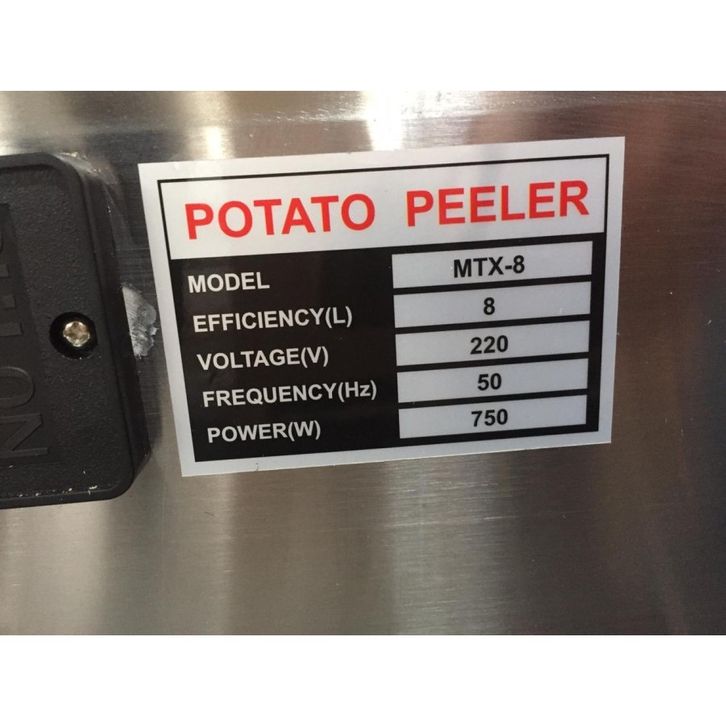 POTATO PEELER
MODEL MTX-8
EFFICIENCY(L) 8
VOLTAGE(V) 220
FREQUENCY(Hz) 50
POWER(W) 750